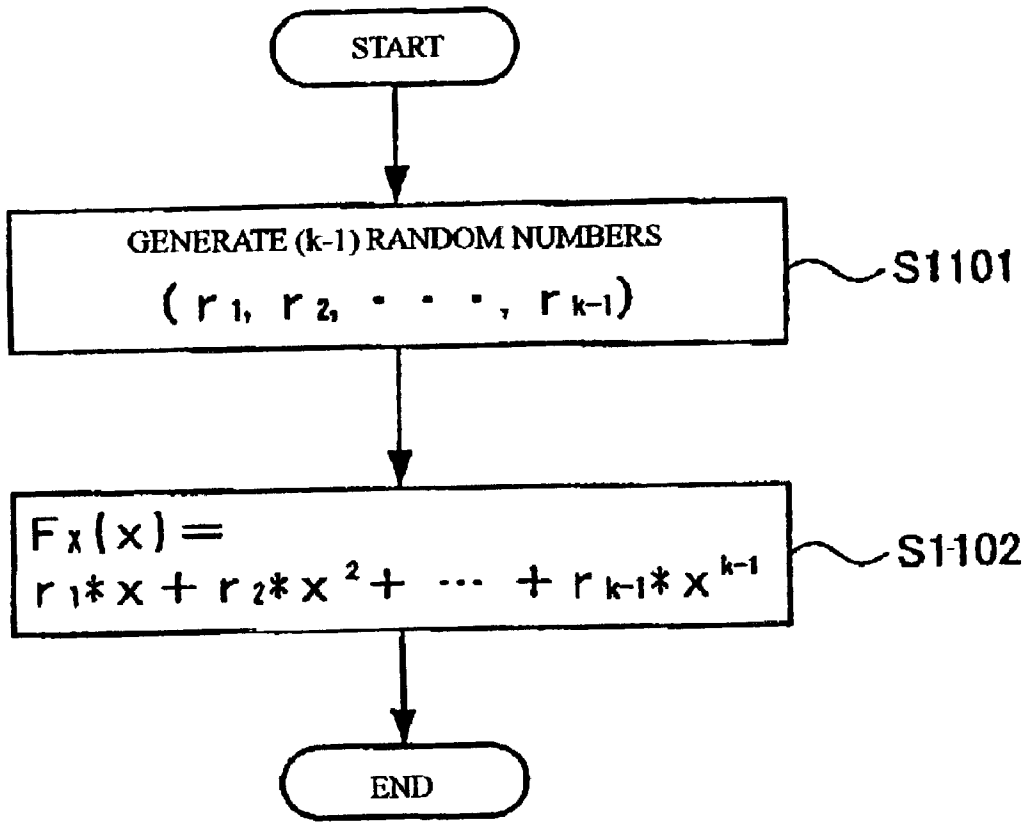 START
GENERATE (k-1) RANDOM NUMBERS
( r 1, r 2, · · ·, r k-1)
S1101
F X ( x ) =
r 1* x + r 2* x 2 + ··· + r k-1* x k-1
S1102
END